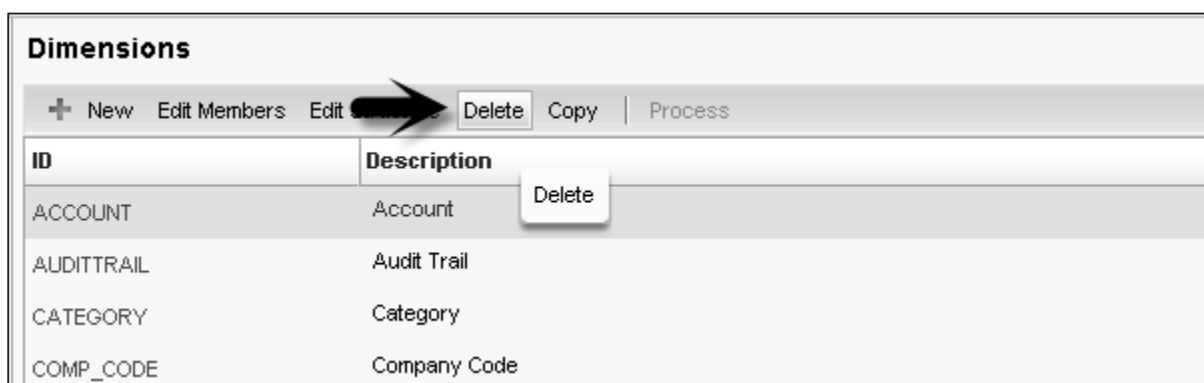 Dimensions
New Edit Members Edit Delete Copy Process
ID Description
Delete
ACCOUNT Account
AUDITTRAIL Audit Trail
CATEGORY Category
COMP_CODE Company Code